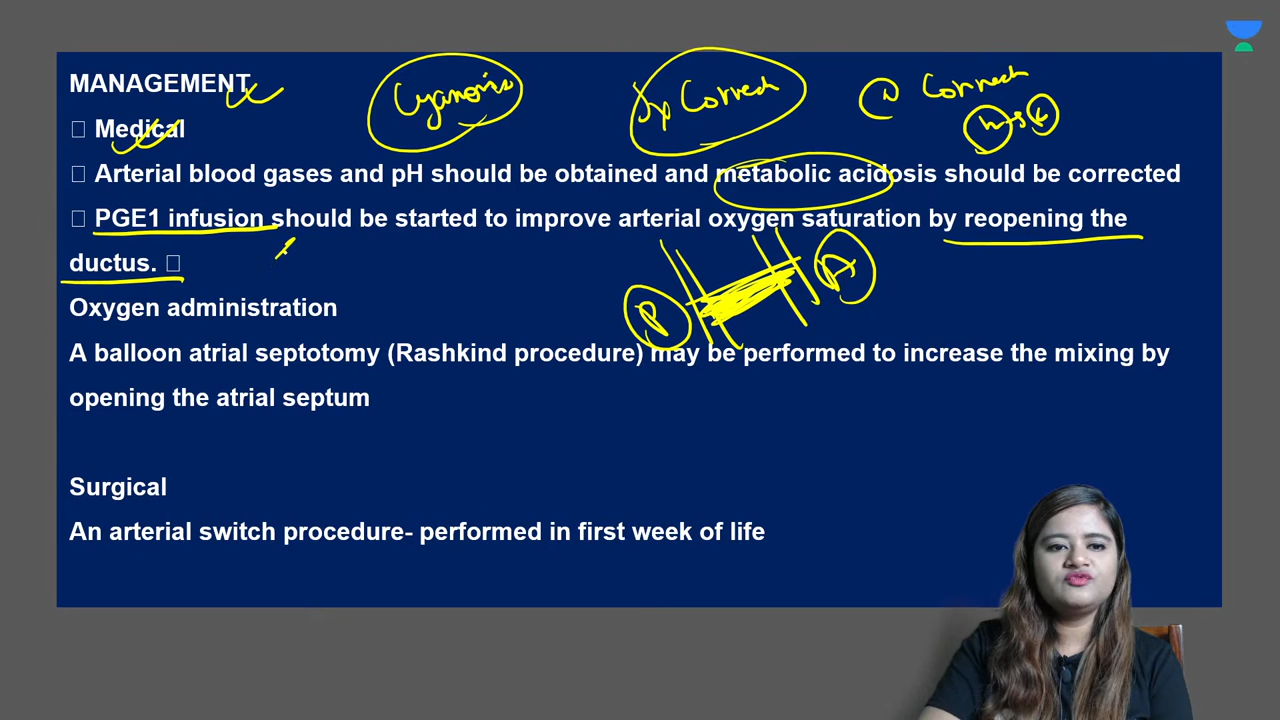 MANAGEMENT
Cyanosis
Correct
Correct
Medical
Arterial blood gases and pH should be obtained and metabolic acidosis should be corrected
PGE1 infusion should be started to improve arterial oxygen saturation by reopening the
ductus.
P
A
Oxygen administration
A balloon atrial septotomy (Rashkind procedure) may be performed to increase the mixing by
opening the atrial septum
Surgical
An arterial switch procedure- performed in first week of life